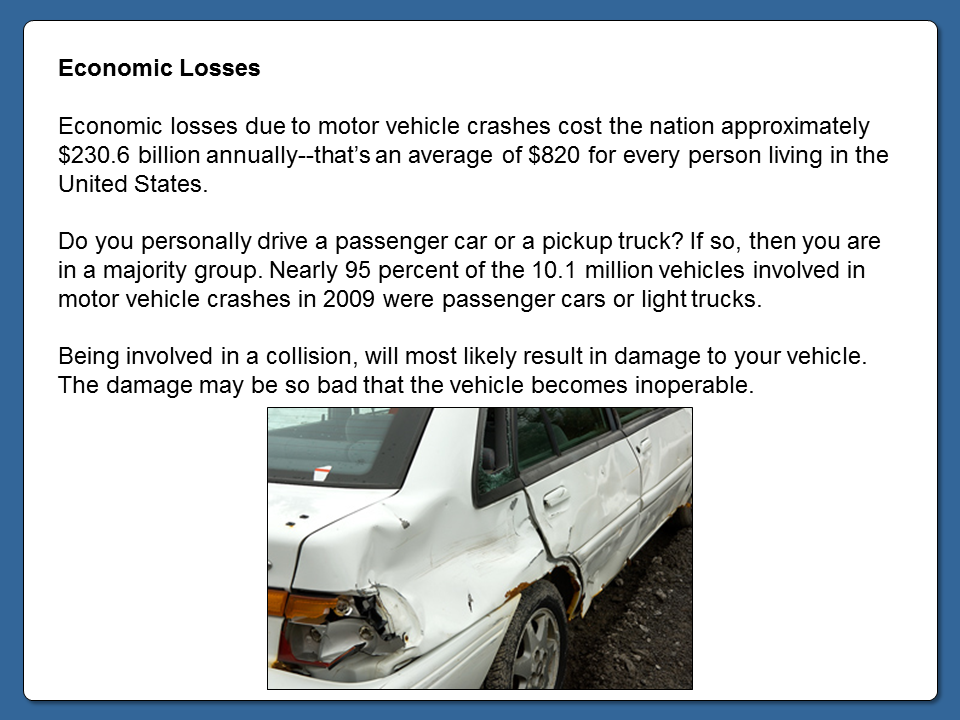 Economic Losses
Economic losses due to motor vehicle crashes cost the nation approximately
$230.6 billion annually--that’s an average of $820 for every person living in the
United States.
Do you personally drive a passenger car or a pickup truck? If so, then you are
in a majority group. Nearly 95 percent of the 10.1 million vehicles involved in
motor vehicle crashes in 2009 were passenger cars or light trucks.
Being involved in a collision, will most likely result in damage to your vehicle.
The damage may be so bad that the vehicle becomes inoperable.